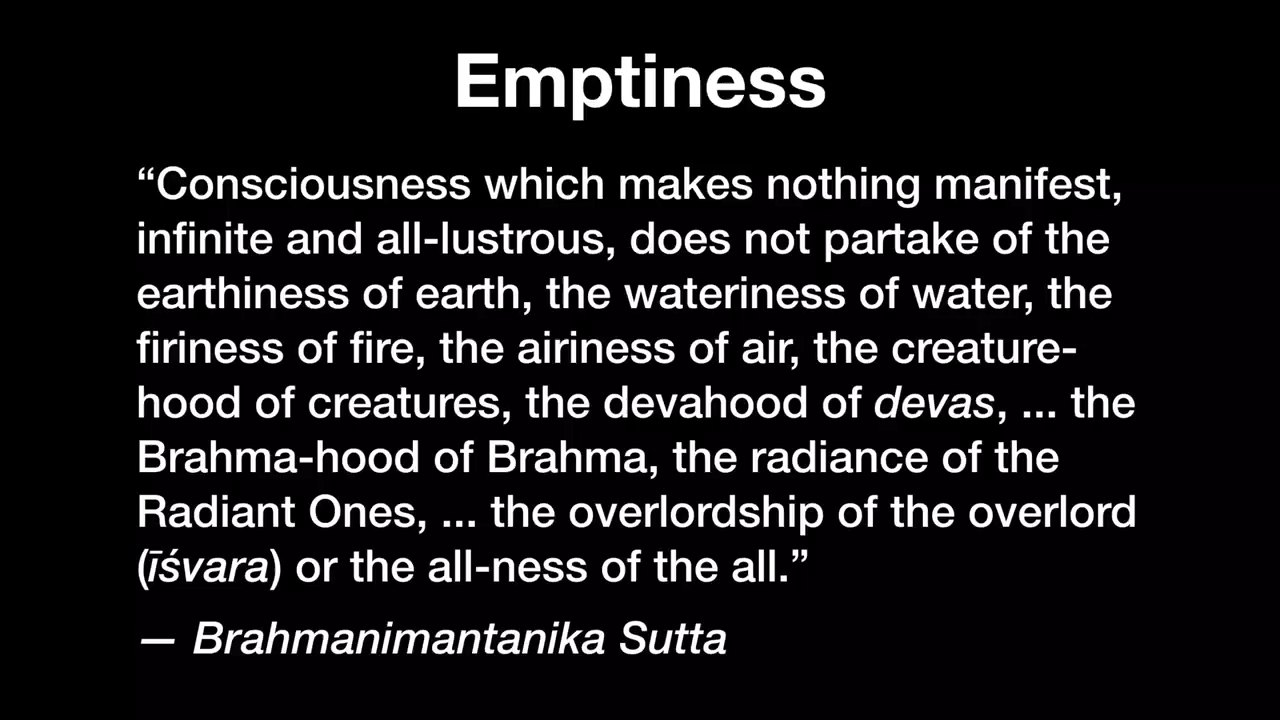 Emptiness
“Consciousness which makes nothing manifest,
infinite and all-lustrous, does not partake of the
earthiness of earth, the wateriness of water, the
firiness of fire, the airiness of air, the creature-
hood of creatures, the devahood of devas, ... the
Brahma-hood of Brahma, the radiance of the
Radiant Ones, ... the overlordship of the overlord
(īśvara) or the all-ness of the all.”
— Brahmanimantanika Sutta